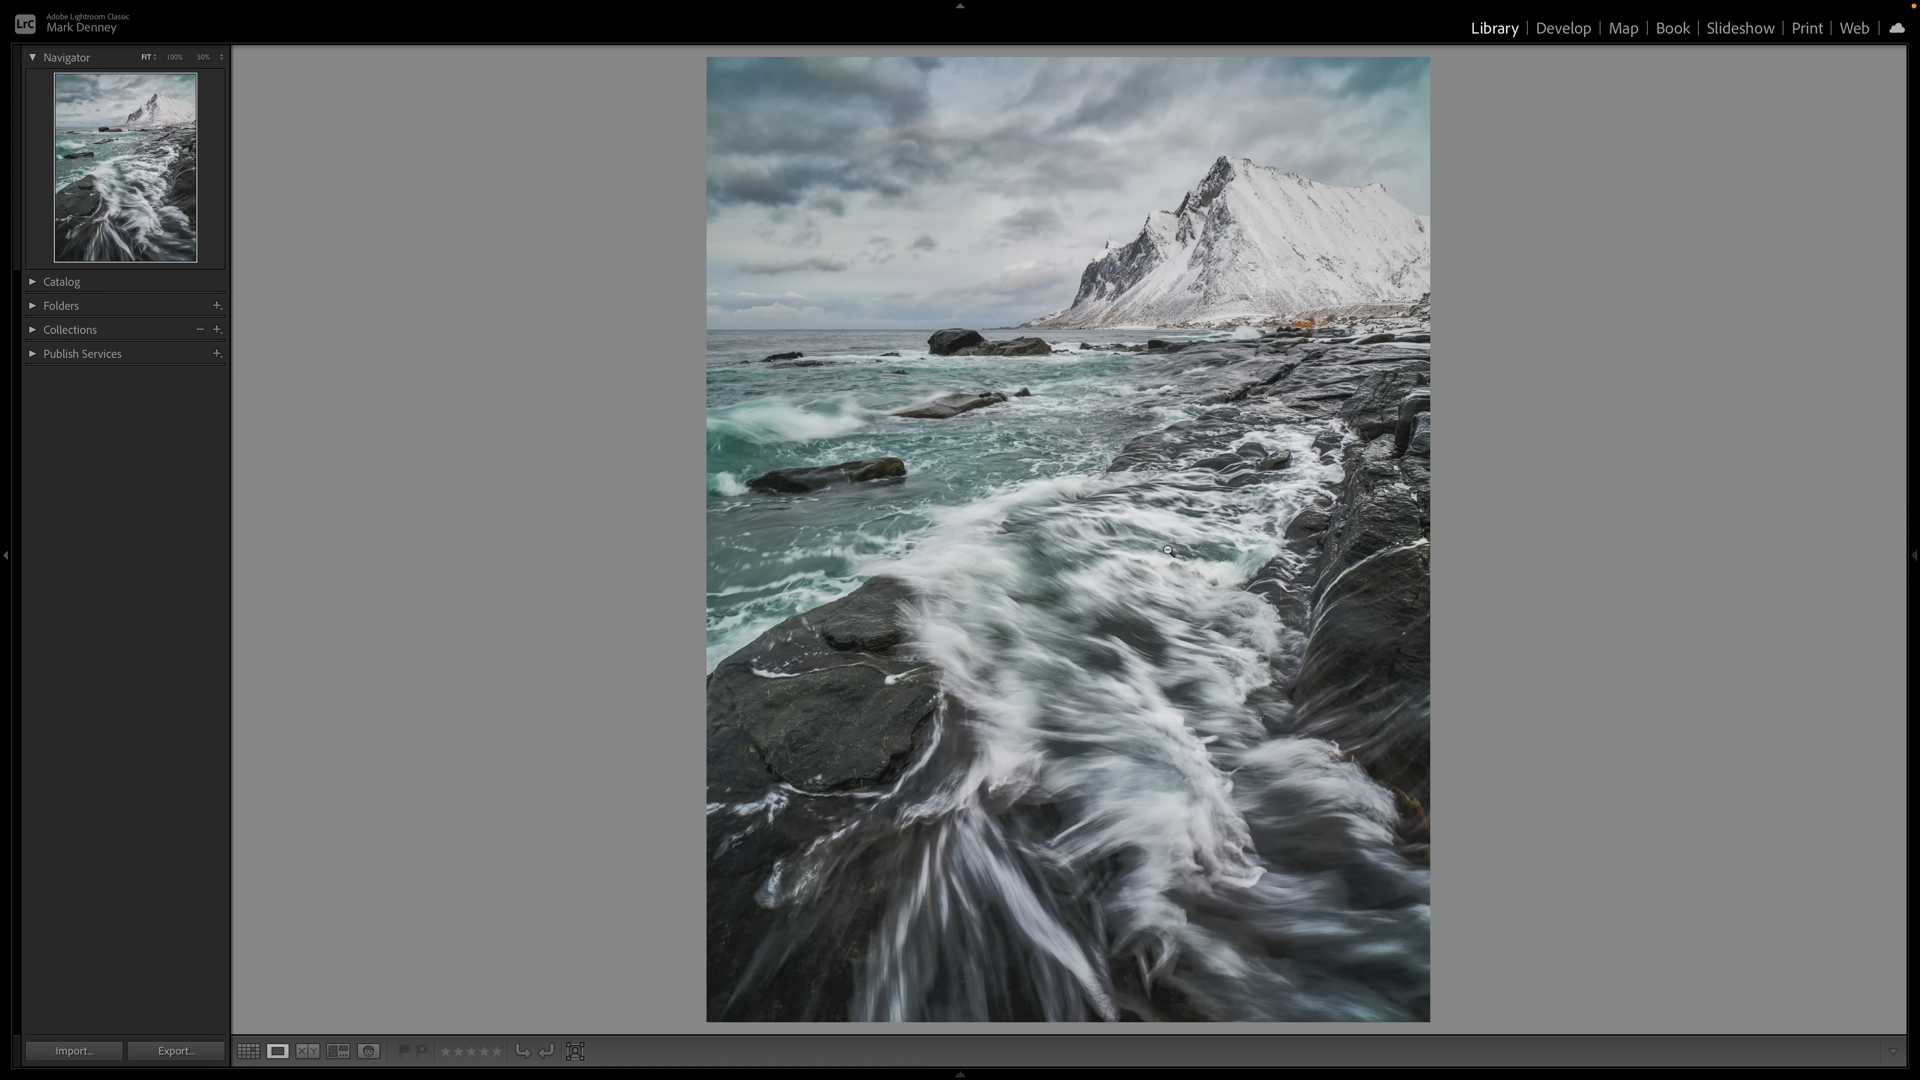 LrC
Adobe Lightroom Classic
Mark Denney
Library | Develop | Map | Book | Slideshow | Print | Web
Navigator FIT 100% 50%
Catalog
Folders
Collections
Publish Services
Import...
Export...
XY